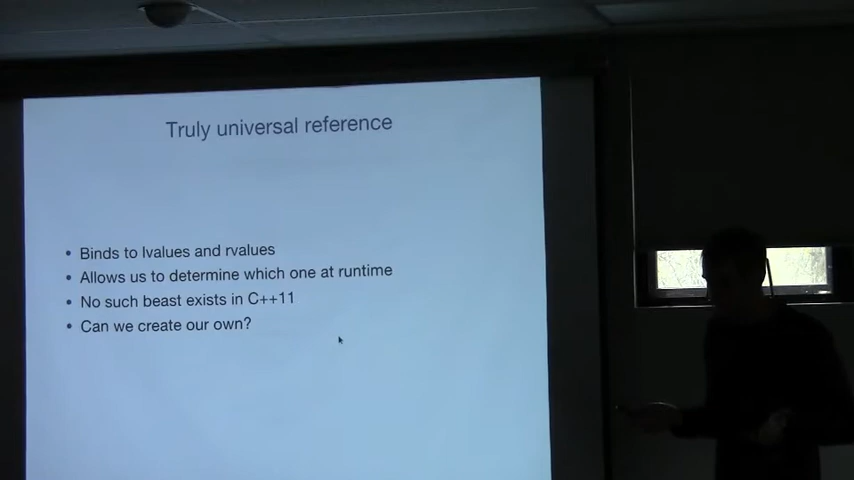 Truly universal reference
• Binds to lvalues and rvalues
• Allows us to determine which one at runtime
• No such beast exists in C++11
• Can we create our own?